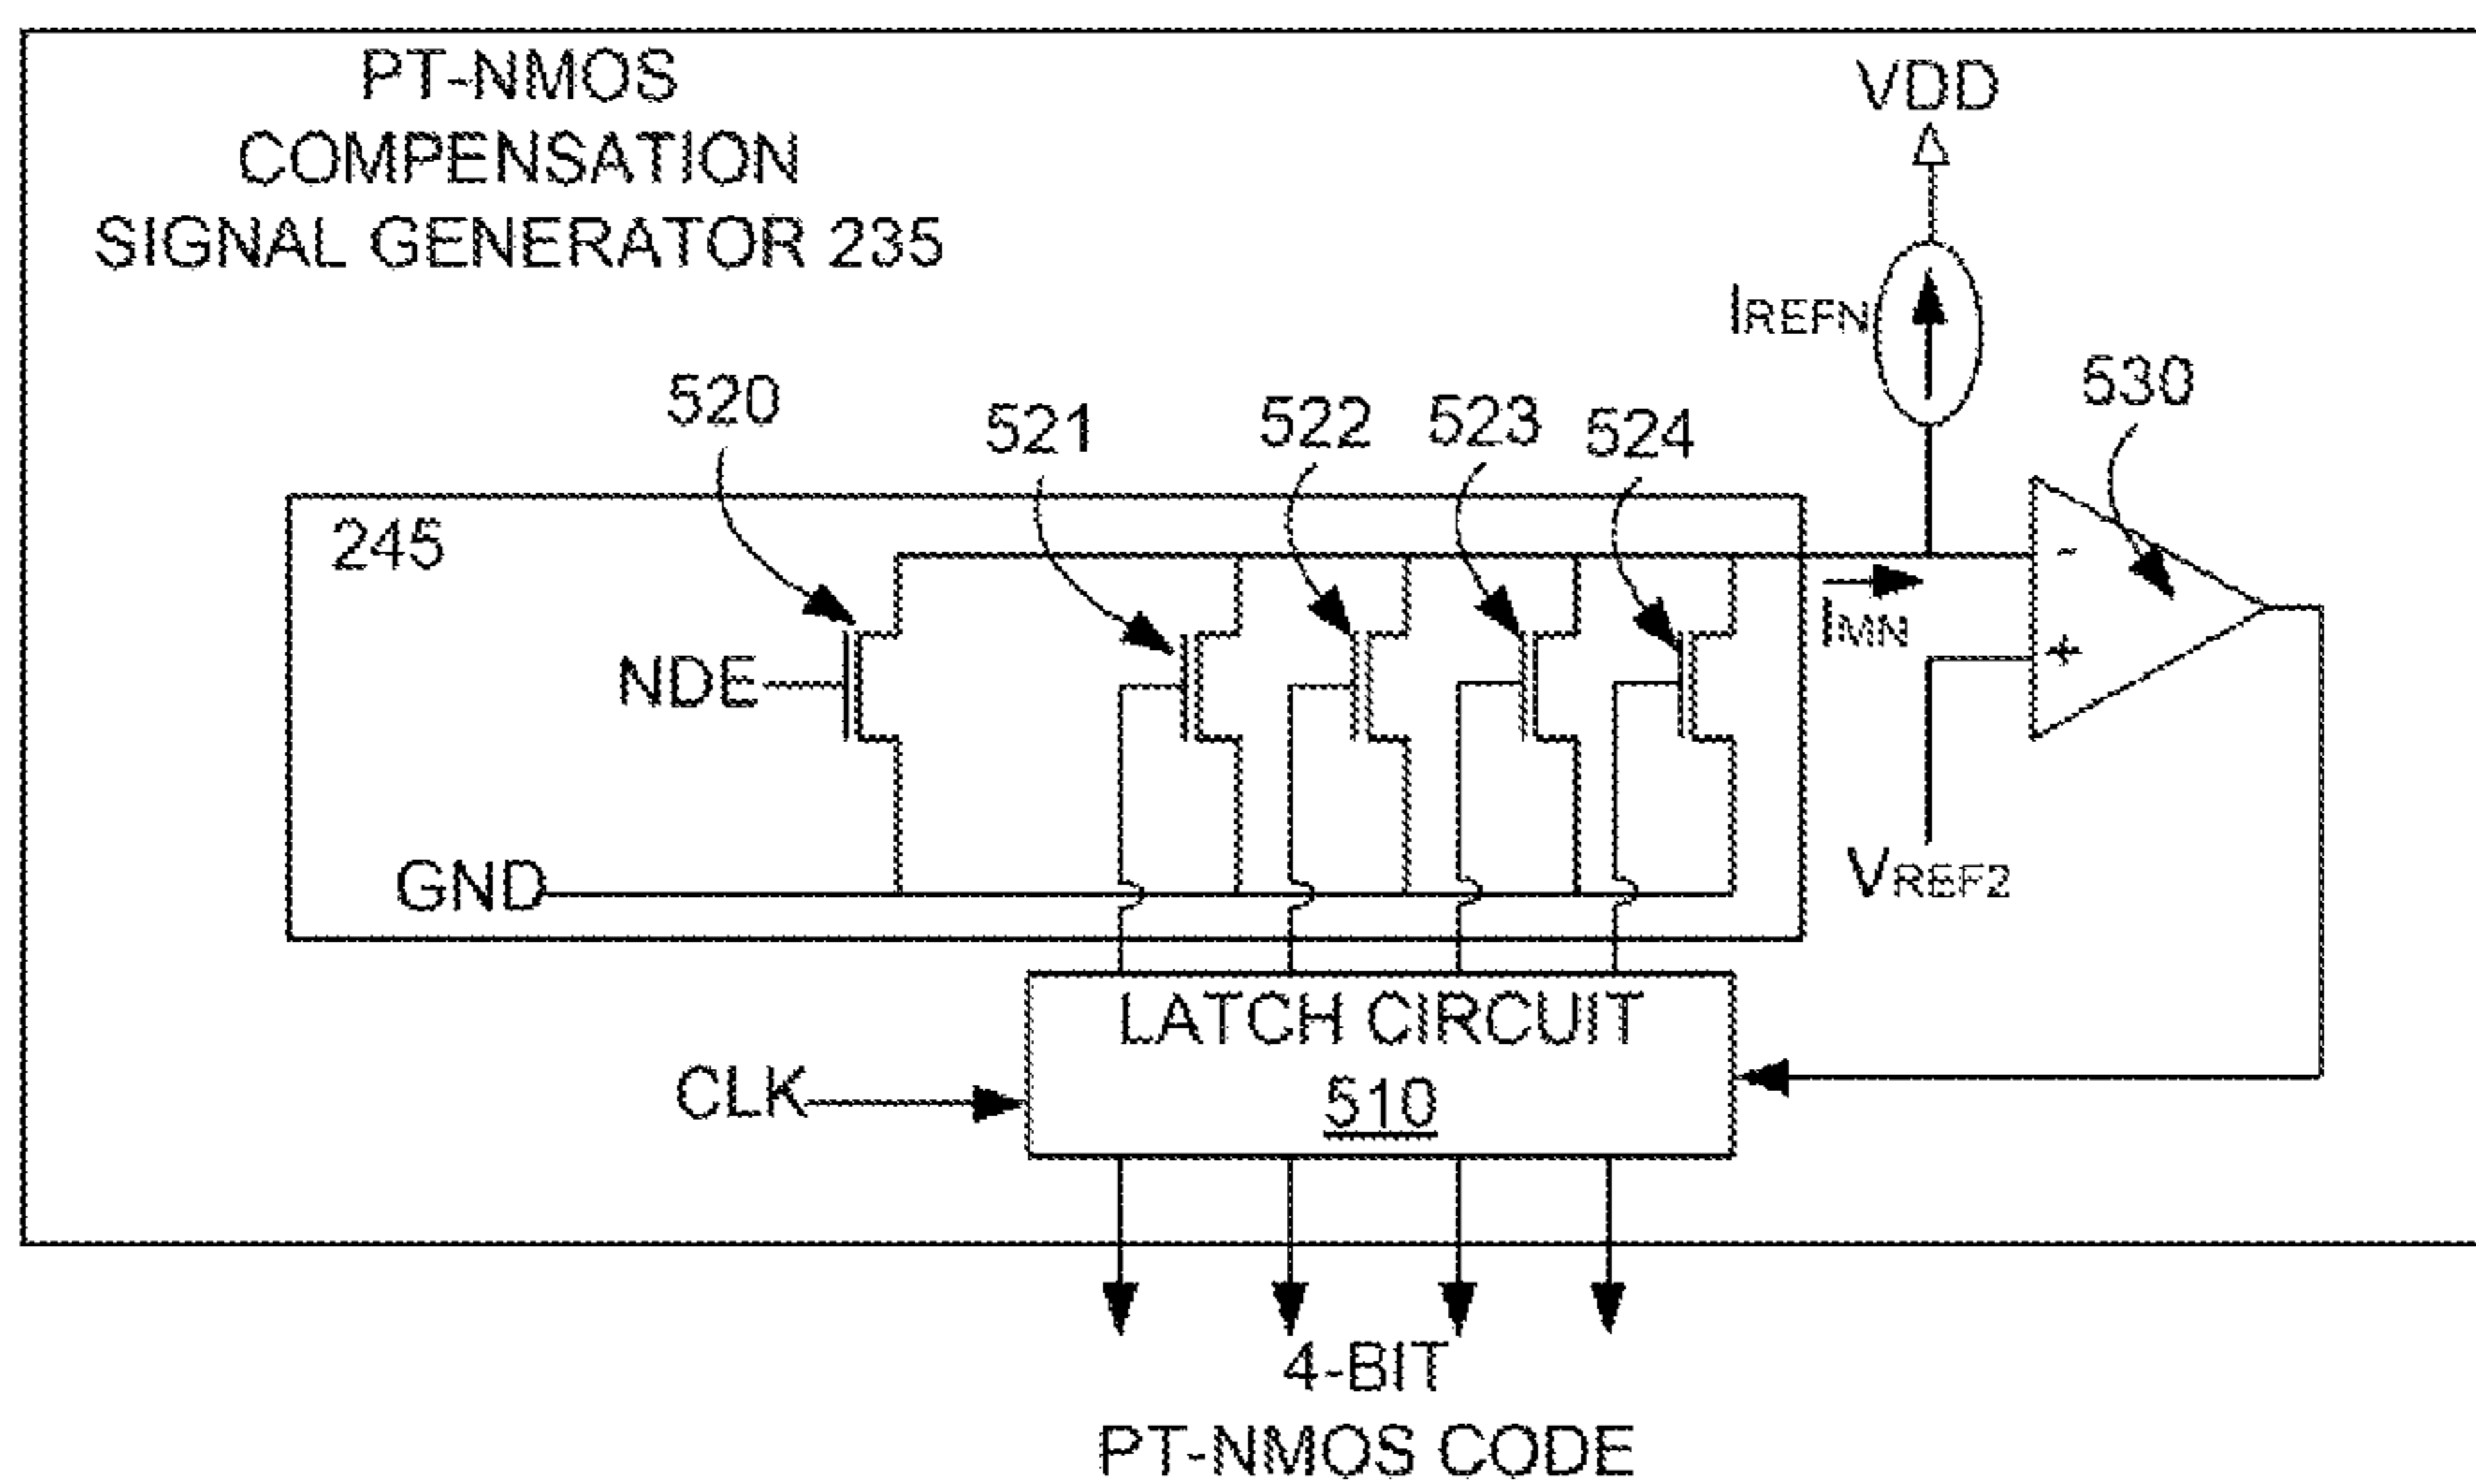 PT-NMOS
COMPENSATION
SIGNAL GENERATOR 235
VDD
IREFN
520
521
522
523
524
530
245
-
IMN
NDE
+
GND
VREF2
LATCH CIRCUIT
510
CLK
4-BIT
PT-NMOS CODE